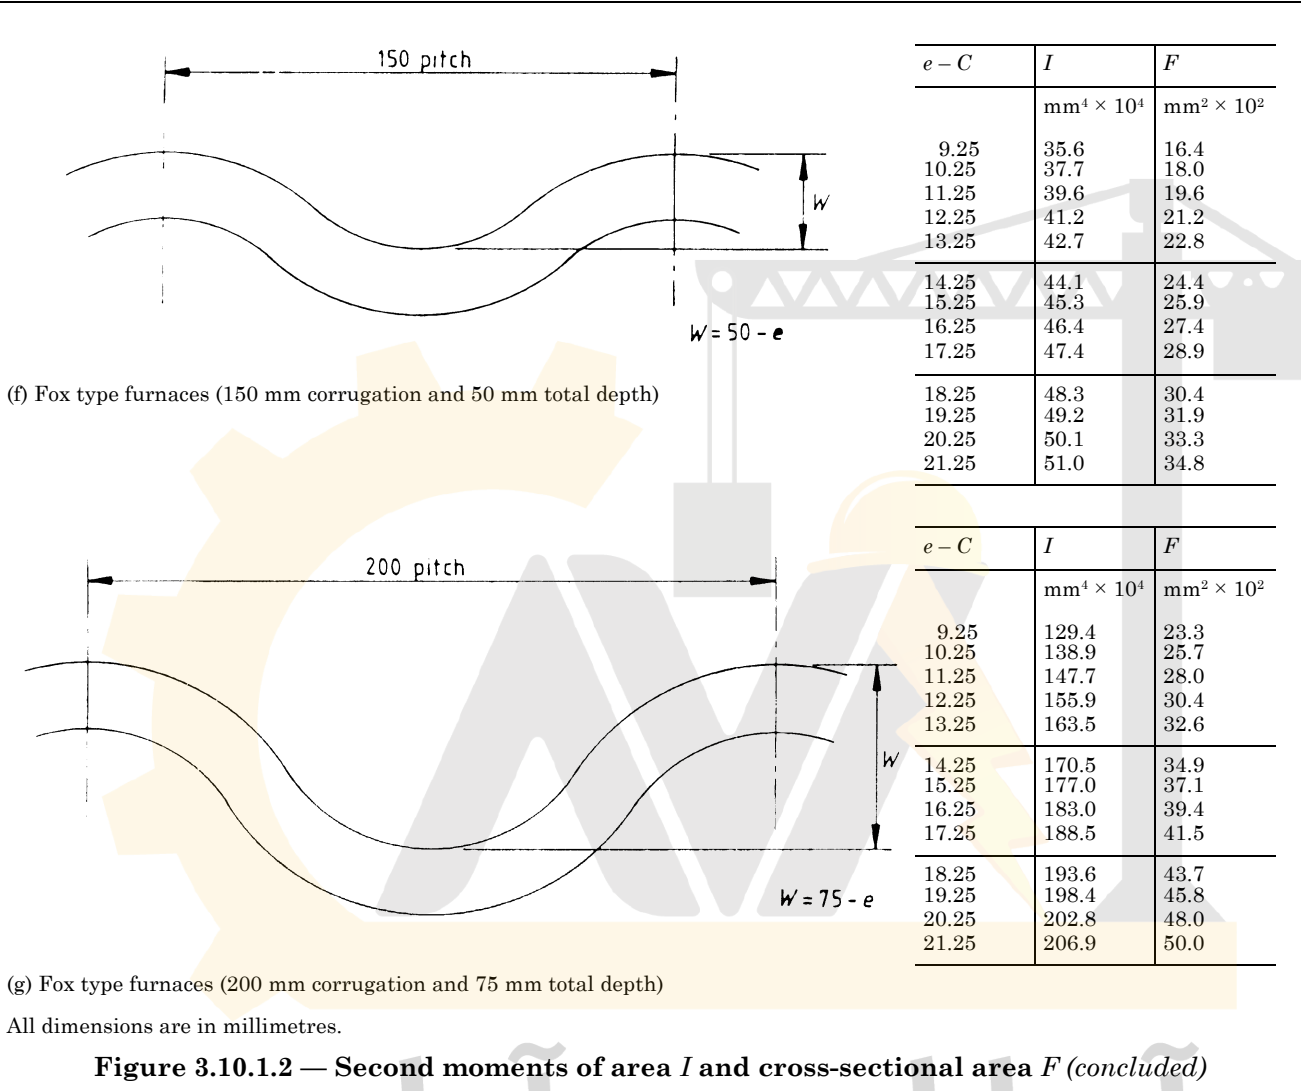 150 pitch
W
W = 50 - e
(f) Fox type furnaces (150 mm corrugation and 50 mm total depth)
e – C I F
mm⁴ × 10⁴ mm² × 10²
9.25 35.6 16.4
10.25 37.7 18.0
11.25 39.6 19.6
12.25 41.2 21.2
13.25 42.7 22.8
14.25 44.1 24.4
15.25 45.3 25.9
16.25 46.4 27.4
17.25 47.4 28.9
18.25 48.3 30.4
19.25 49.2 31.9
20.25 50.1 33.3
21.25 51.0 34.8
200 pitch
W
W = 75 - e
(g) Fox type furnaces (200 mm corrugation and 75 mm total depth)
e – C I F
mm⁴ × 10⁴ mm² × 10²
9.25 129.4 23.3
10.25 138.9 25.7
11.25 147.7 28.0
12.25 155.9 30.4
13.25 163.5 32.6
14.25 170.5 34.9
15.25 177.0 37.1
16.25 183.0 39.4
17.25 188.5 41.5
18.25 193.6 43.7
19.25 198.4 45.8
20.25 202.8 48.0
21.25 206.9 50.0
All dimensions are in millimetres.
Figure 3.10.1.2 — Second moments of area I and cross-sectional area F (concluded)